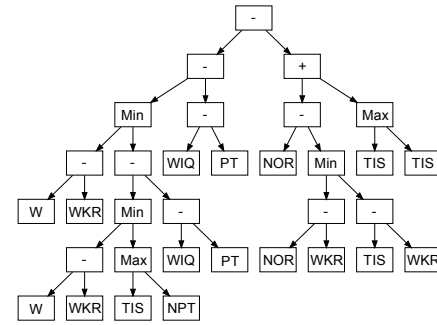 -
- +
Min - - Max
- - WIQ PT NOR Min TIS TIS
W WKR Min - - -
- Max WIQ PT NOR WKR TIS WKR
W WKR TIS NPT